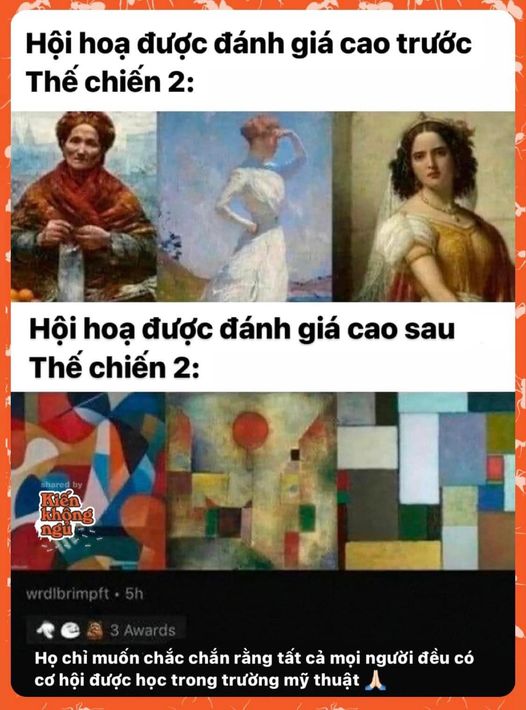 Hội hoạ được đánh giá cao trước
Thế chiến 2:
Hội hoạ được đánh giá cao sau
Thế chiến 2:
shared by
Kiến
không
ngủ
wrdlbrimpft • 5h
3 Awards
Họ chỉ muốn chắc chắn rằng tất cả mọi người đều có
cơ hội được học trong trường mỹ thuật 🙏🏻